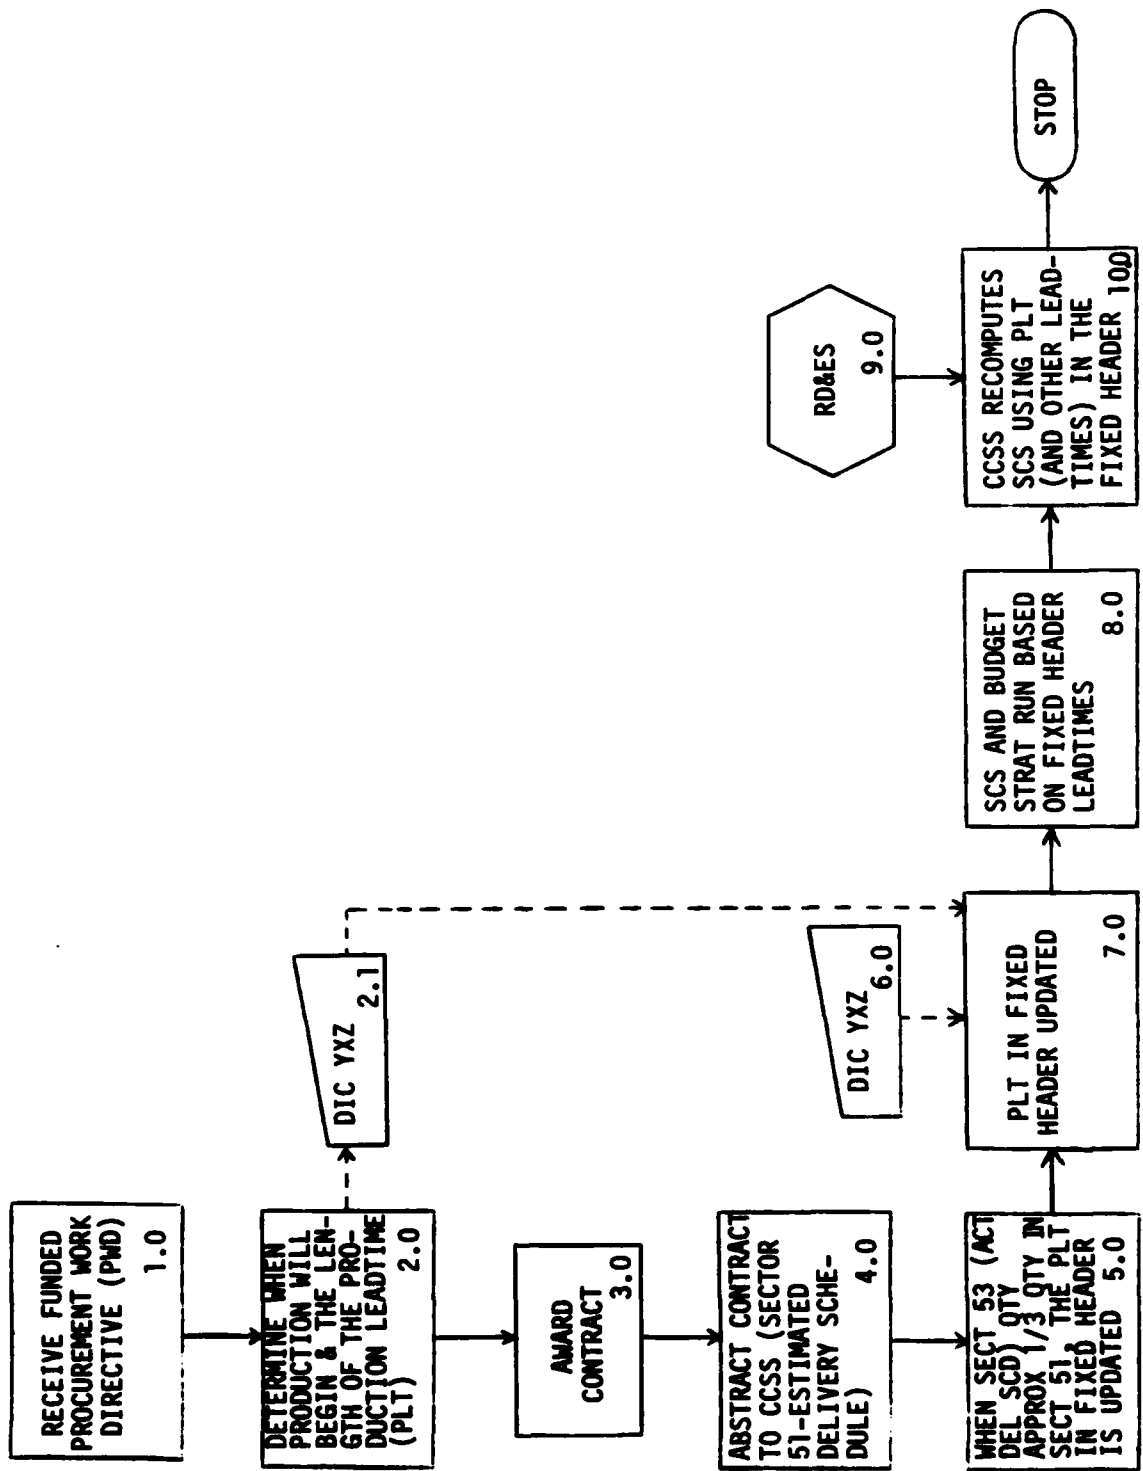 RECEIVE FUNDED
PROCUREMENT WORK
DIRECTIVE (PWD)
1.0
DETERMINE WHEN
PRODUCTION WILL
BEGIN & THE LEN-
GTH OF THE PRO-
DUCTION LEADTIME
(PLT)
2.0
DIC YXZ
2.1
AWARD
CONTRACT
3.0
ABSTRACT CONTRACT
TO CCSS (SECTOR
51-ESTIMATED
DELIVERY SCHE-
DULE)
4.0
WHEN SECT 53 (ACT
DEL SCD) QTY
APPROX 1/3 QTY IN
SECT 51, THE PLT
IN FIXED HEADER
IS UPDATED 5.0
DIC YXZ
6.0
PLT IN FIXED
HEADER UPDATED
7.0
SCS AND BUDGET
STRAT RUN BASED
ON FIXED HEADER
LEADTIMES
8.0
RD&ES
9.0
CCSS RECOMPUTES
SCS USING PLT
(AND OTHER LEAD-
TIMES) IN THE
FIXED HEADER 10.0
STOP